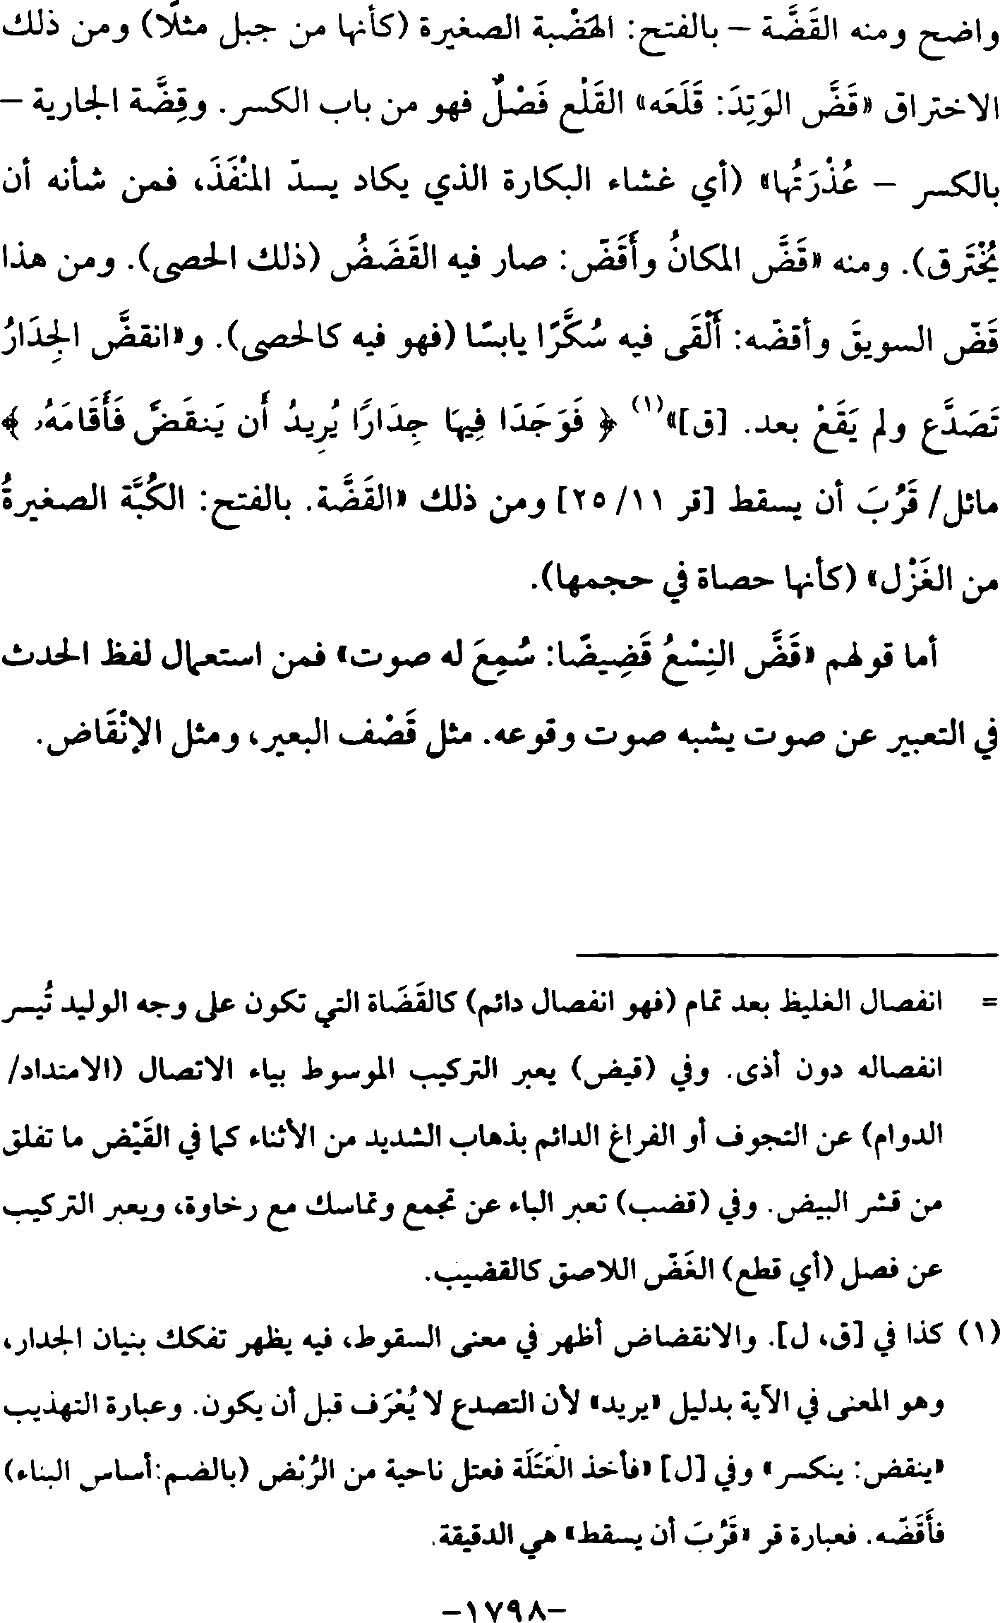 واضح ومنه القَضَّة – بالفتح: الهَضْبة الصغيرة (كأنها من جبل مثلًا) ومن ذلك
الاختراق «قَضَّ الوَتِدَ: قَلَعَه» القَلْع فَصْلٌ فهو من باب الكسر. وقِضَّة الجارية –
بالكسر – عُذْرَتُها» (أي غشاء البكارة الذي يكاد يسدّ المنْفَذَ، فمن شأنه أن
يُخْتَرق). ومنه «قَضَّ المكانُ وأَقَضّ: صار فيه القَضَضُ (ذلك الحصى). ومن هذا
قَضّ السويقَ وأقضّه: أَلْقَى فيه سُكَّرًا يابسًا (فهو فيه كالحصى). و«انقضَّ الجِدَارُ
تَصَدَّع ولم يَقَعْ بعد. [ق]»(١) ﴿ فَوَجَدَا فِيهَا جِدَارًا يُرِيدُ أَن يَنقَضَّ فَأَقَامَهُۥ ﴾
مائل/ قَرُبَ أن يسقط [قر ١١/ ٢٥] ومن ذلك «القَضَّة. بالفتح: الكُبَّة الصغيرةُ
من الغَزْل» (كأنها حصاة في حجمها).
أما قولهم «قَضَّ النِسْعُ قَضِيضًا: سُمِعَ له صوت» فمن استعمال لفظ الحدث
في التعبير عن صوت يشبه صوت وقوعه. مثل قَصْف البعير، ومثل الإنْقَاض.
= انفصال الغليظ بعد تمام (فهو انفصال دائم) كالقَضَاة التي تكون على وجه الوليد تُيسر
انفصاله دون أذى. وفي (قيض) يعبر التركيب الموسوط بياء الاتصال (الامتداد/
الدوام) عن التجوف أو الفراغ الدائم بذهاب الشديد من الأثناء كما في القَيْض ما تفلق
من قشر البيض. وفي (قضب) تعبر الباء عن تجمع وتماسك مع رخاوة، ويعبر التركيب
عن فصل (أي قطع) الغَضّ اللاصق كالقضيب.
(١) كذا في [ق، ل]. والانقضاض أظهر في معنى السقوط، فيه يظهر تفكك بنيان الجدار،
وهو المعنى في الآية بدليل «يريد» لأن التصدع لا يُعْرَف قبل أن يكون. وعبارة التهذيب
«ينقض: ينكسر» وفي [ل] «فأخذ العَتَلَة فعتل ناحية من الرُبْض (بالضم:أساس البناء)
فأَقَضّه. فعبارة قر «قَرُبَ أن يسقط» هي الدقيقة.
–١٧٩٨–